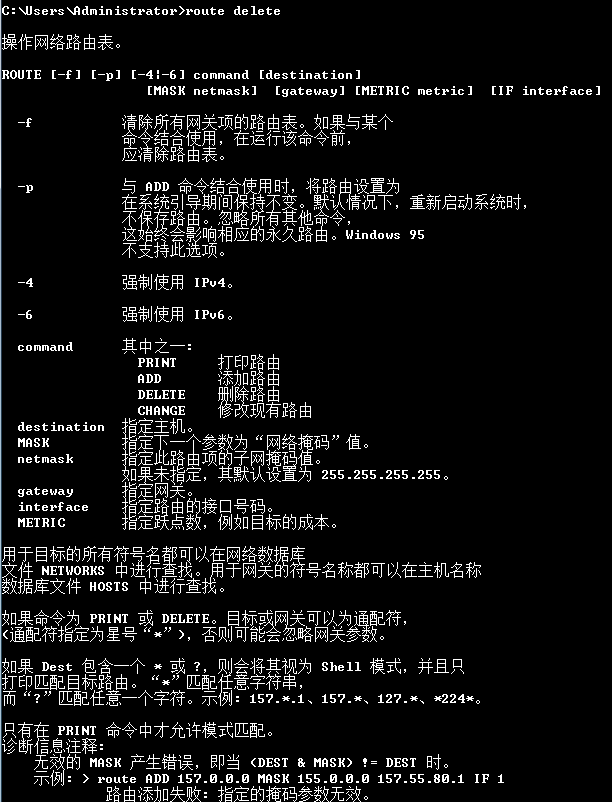 C:\Users\Administrator>route delete
操作网络路由表。
ROUTE [-f] [-p] [-4|-6] command [destination]
[MASK netmask] [gateway] [METRIC metric] [IF interface]
-f 清除所有网关项的路由表。如果与某个
命令结合使用，在运行该命令前，
应清除路由表。
-p 与 ADD 命令结合使用时，将路由设置为
在系统引导期间保持不变。默认情况下，重新启动系统时，
不保存路由。忽略所有其他命令，
这始终会影响相应的永久路由。Windows 95
不支持此选项。
-4 强制使用 IPv4。
-6 强制使用 IPv6。
command 其中之一:
PRINT 打印路由
ADD 添加路由
DELETE 删除路由
CHANGE 修改现有路由
destination 指定主机。
MASK 指定下一个参数为“网络掩码”值。
netmask 指定此路由项的子网掩码值。
如果未指定，其默认设置为 255.255.255.255。
gateway 指定网关。
interface 指定路由的接口号码。
METRIC 指定跃点数，例如目标的成本。
用于目标的所有符号名都可以在网络数据库
文件 NETWORKS 中进行查找。用于网关的符号名称都可以在主机名称
数据库文件 HOSTS 中进行查找。
如果命令为 PRINT 或 DELETE。目标或网关可以为通配符，
(通配符指定为星号“*”)，否则可能会忽略网关参数。
如果 Dest 包含一个 * 或 ?，则会将其视为 Shell 模式，并且只
打印匹配目标路由。“*”匹配任意字符串，
而“?”匹配任意一个字符。示例: 157.*.1、157.*、127.*、*224*。
只有在 PRINT 命令中才允许模式匹配。
诊断信息注释:
无效的 MASK 产生错误，即当 (DEST & MASK) != DEST 时。
示例: > route ADD 157.0.0.0 MASK 155.0.0.0 157.55.80.1 IF 1
路由添加失败: 指定的掩码参数无效。